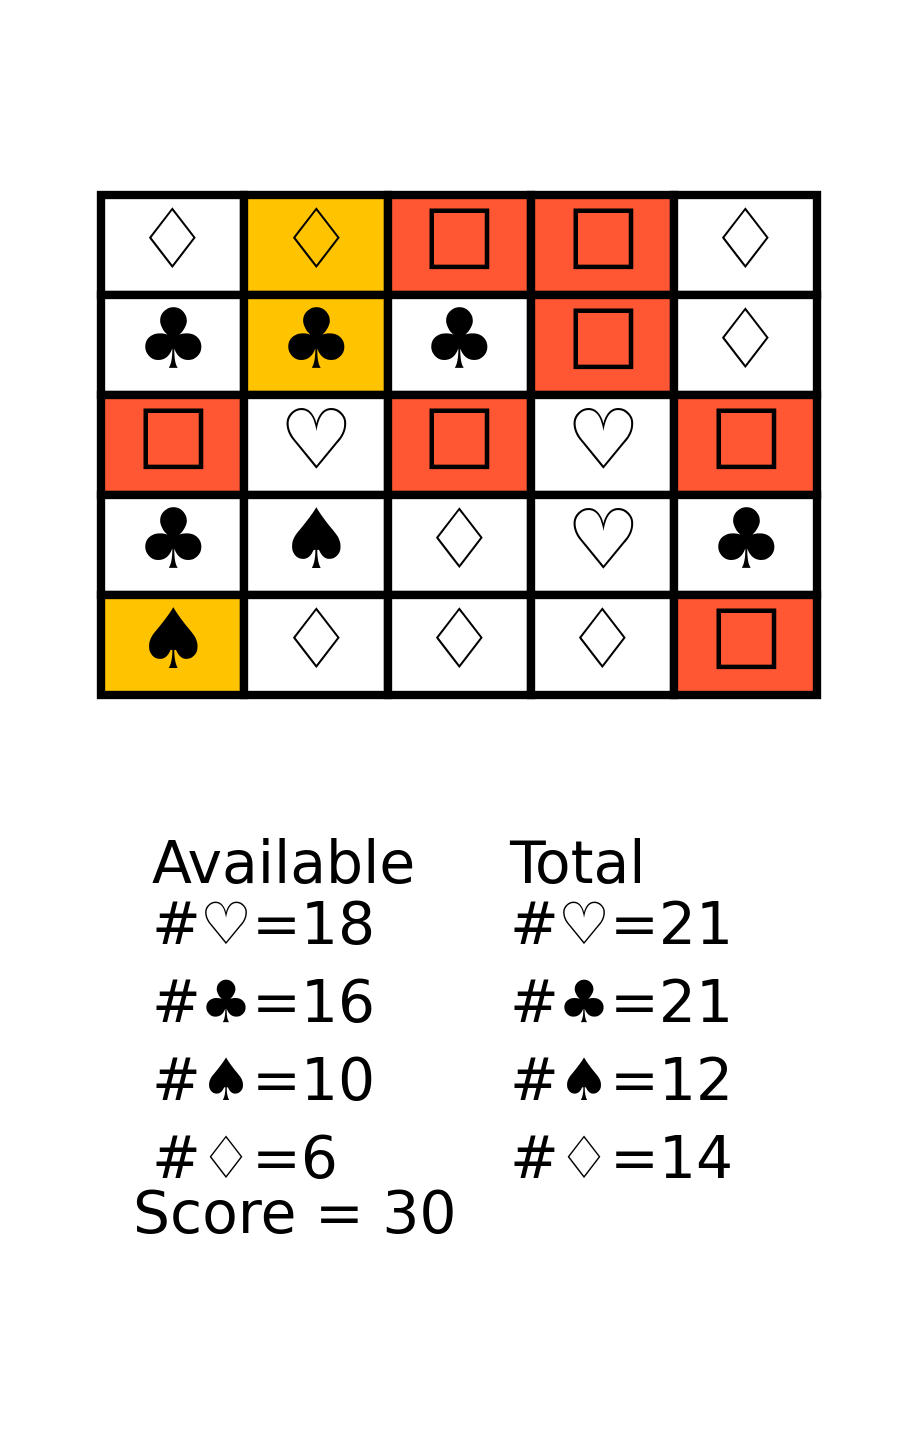 ♢ ♢ □ □ ♢
♣ ♣ ♣ □ ♢
□ ♡ □ ♡ □
♣ ♠ ♢ ♡ ♣
♠ ♢ ♢ ♢ □
Available Total
#♡=18 #♡=21
#♣=16 #♣=21
#♠=10 #♠=12
#♢=6 #♢=14
Score = 30